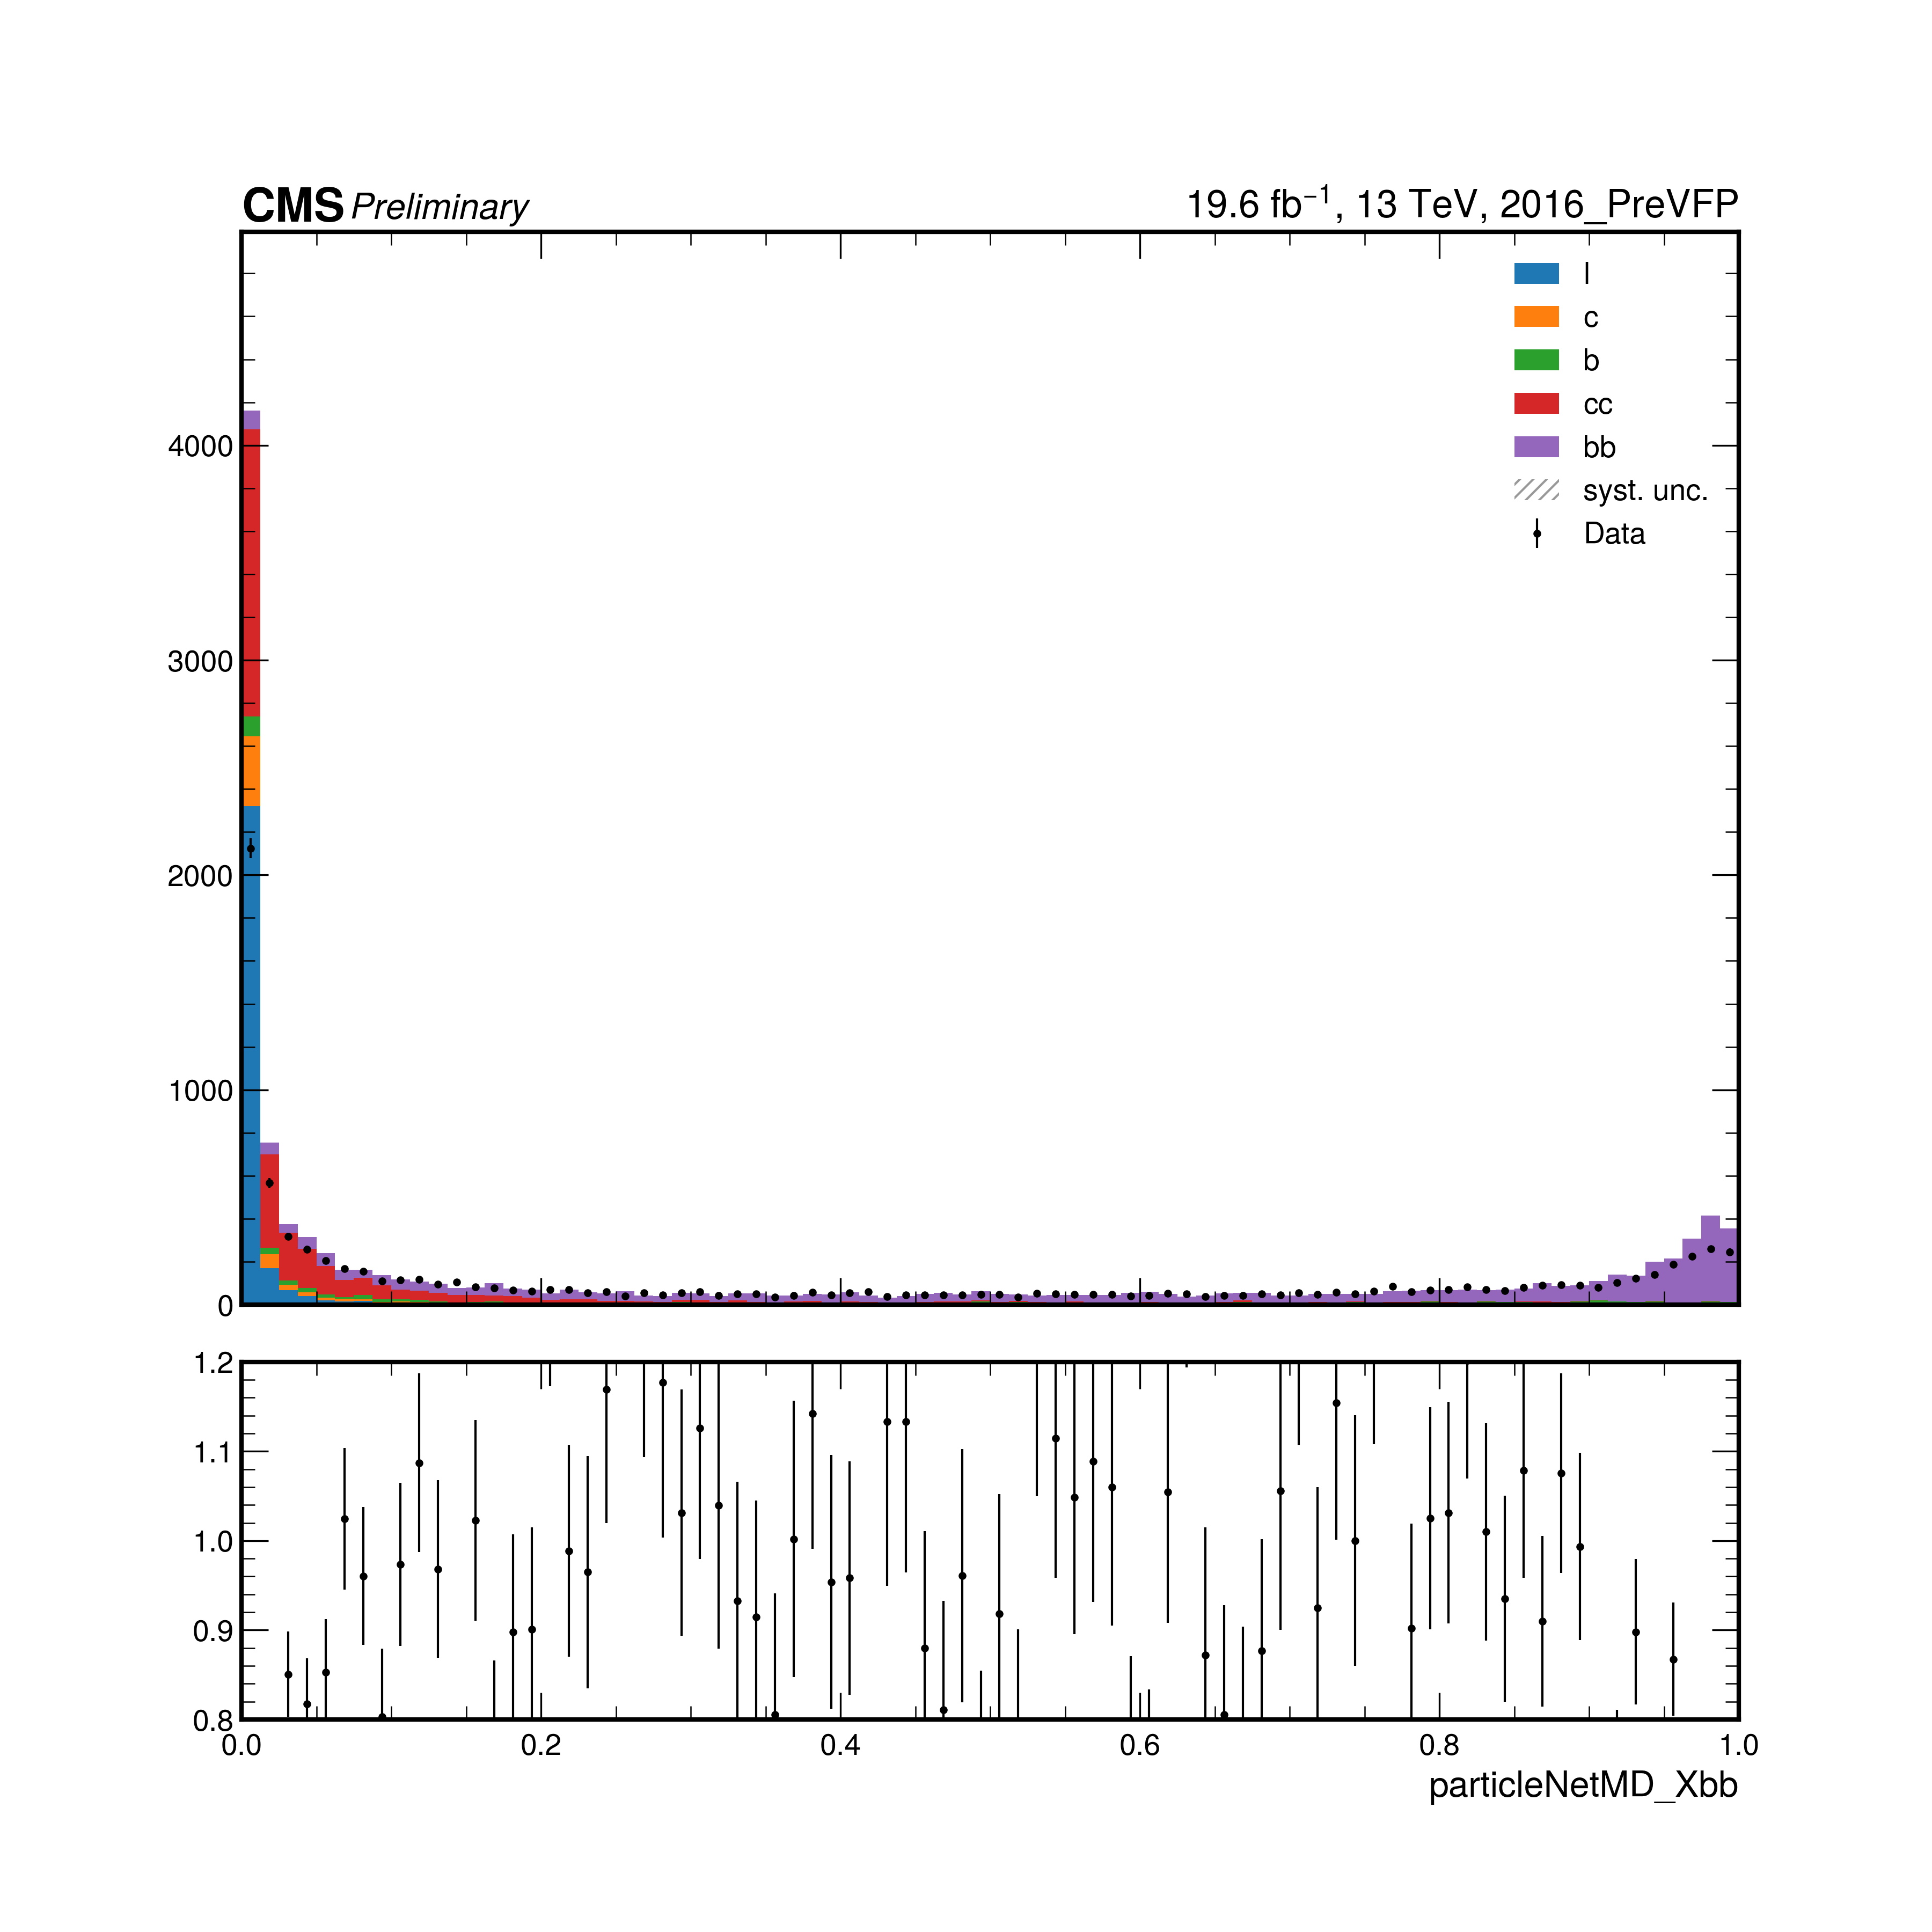 CMS Preliminary 19.6 fb⁻¹, 13 TeV, 2016_PreVFP
l
c
b
cc
bb
syst. unc.
Data
4000
3000
2000
1000
0
1.2
1.1
1.0
0.9
0.8
0.0 0.2 0.4 0.6 0.8 1.0
particleNetMD_Xbb